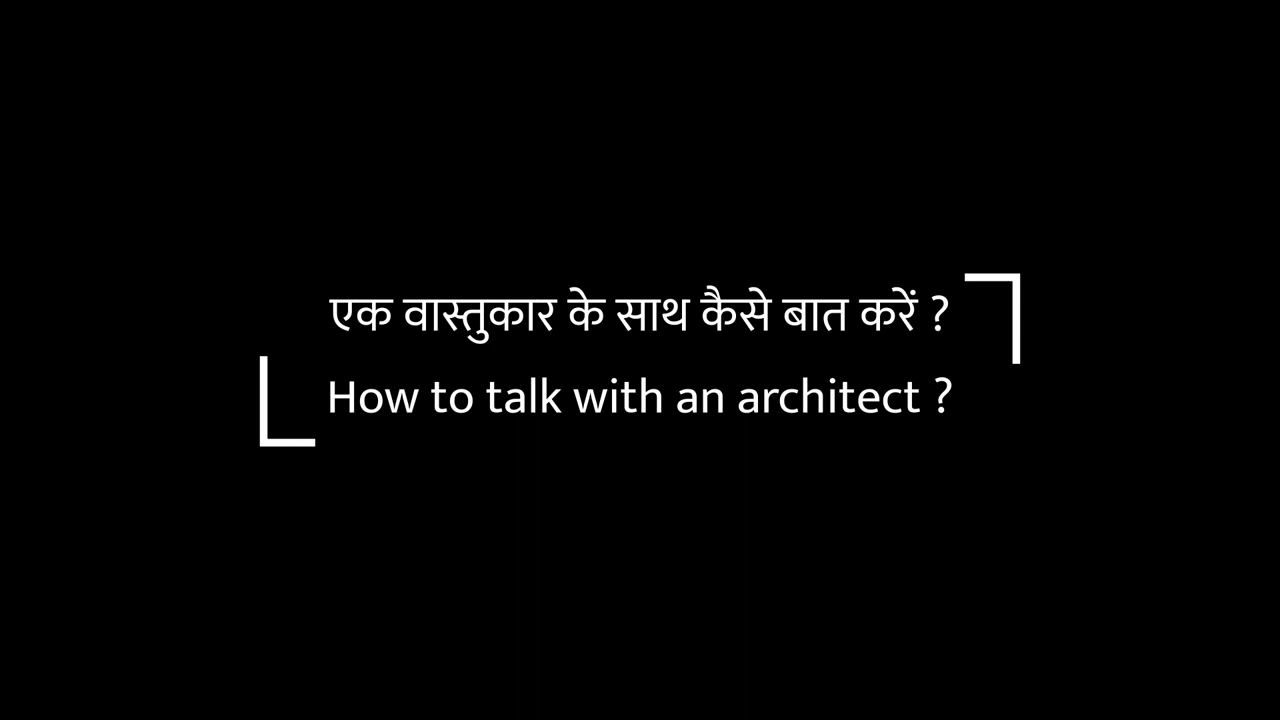 एक वास्तुकार के साथ कैसे बात करें ?
How to talk with an architect ?